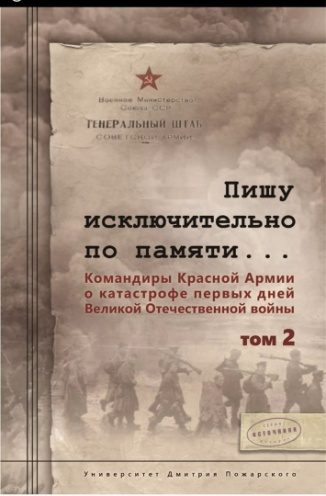 Военное Министерство
Союза ССР
ГЕНЕРАЛЬНЫЙ ШТАБ
СОВЕТСКОЙ АРМИИ
Пишу
исключительно
по памяти...
Командиры Красной Армии
о катастрофе первых дней
Великой Отечественной войны
том 2
ИСТОЧНИКИ
Университет Дмитрия Пожарского